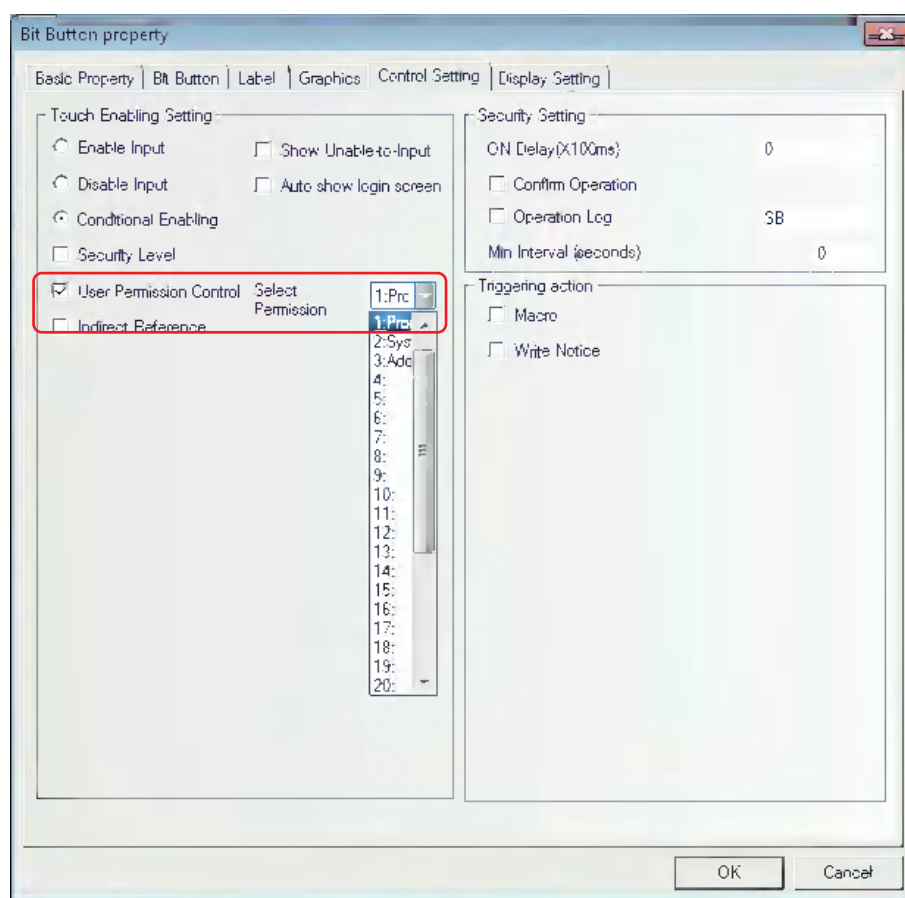 Bit Button property
Basic Property Bit Button Label Graphics Control Setting Display Setting
Touch Enabling Setting
Enable Input Show Unable-to-Input
Disable Input Auto show login screen
Conditional Enabling
Security Level
User Permission Control Select Permission 1:Prc
Indirect Reference
1:Prc
2:Sys
3:Adc
4:
5:
6:
7:
8:
9:
10:
11:
12:
13:
14:
15:
16:
17:
18:
19:
20:
Security Setting
ON Delay(X100ms) 0
Confirm Operation
Operation Log SB
Min Interval (seconds) 0
Triggering action
Macro
Write Notice
OK Cancel